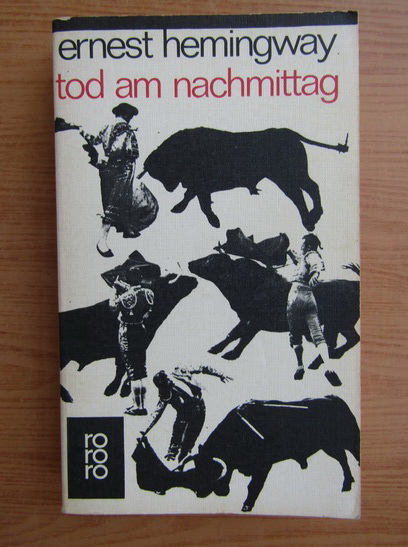 ernest hemingway
tod am nachmittag
ro
ro
ro